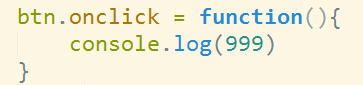 btn.onclick = function(){
    console.log(999)
}